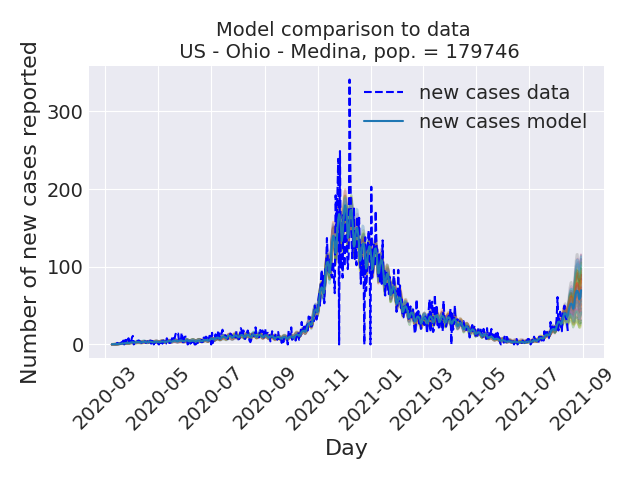 Model comparison to data
US - Ohio - Medina, pop. = 179746
Number of new cases reported
300
200
100
0
new cases data
new cases model
2020-03
2020-05
2020-07
2020-09
2020-11
2021-01
2021-03
2021-05
2021-07
2021-09
Day